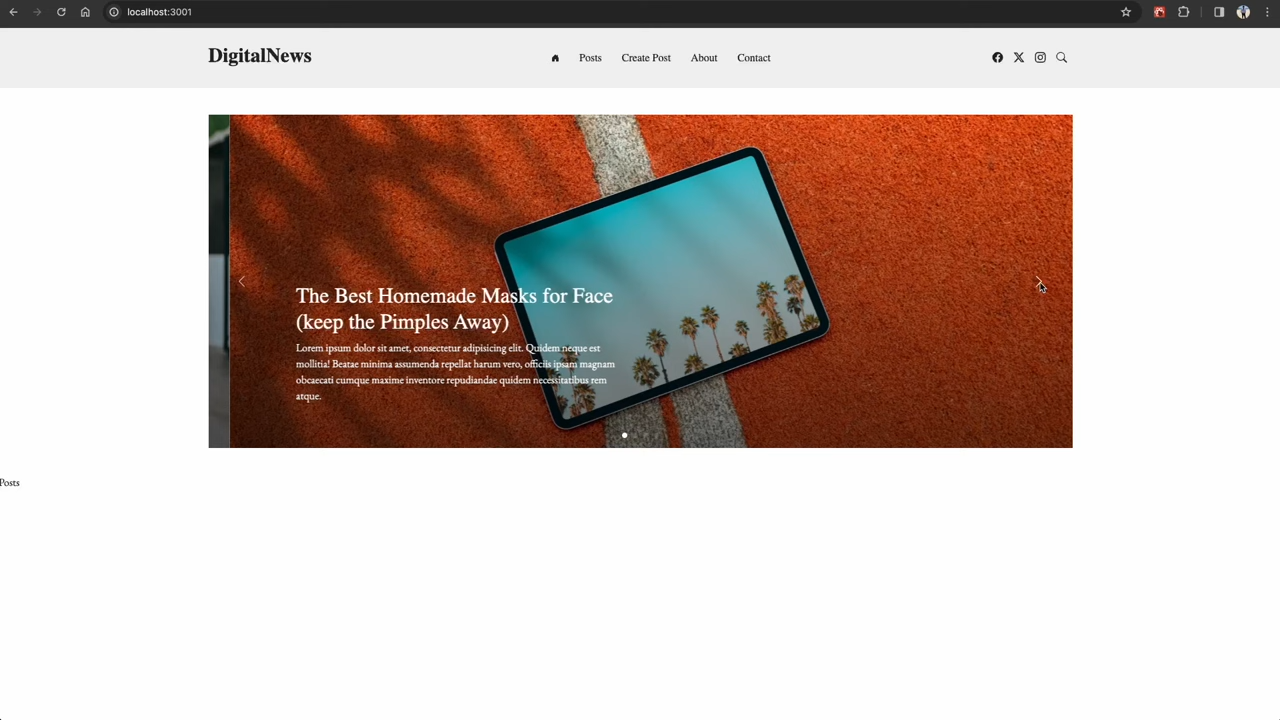 localhost:3001
DigitalNews
Posts
Create Post
About
Contact
The Best Homemade Masks for Face
(keep the Pimples Away)
Lorem ipsum dolor sit amet, consectetur adipisicing elit. Quidem neque est
mollitia! Beatae minima assumenda repellat harum vero, officiis ipsam magnam
obcaecati cumque maxime inventore repudiandae quidem necessitatibus rem
atque.
Posts